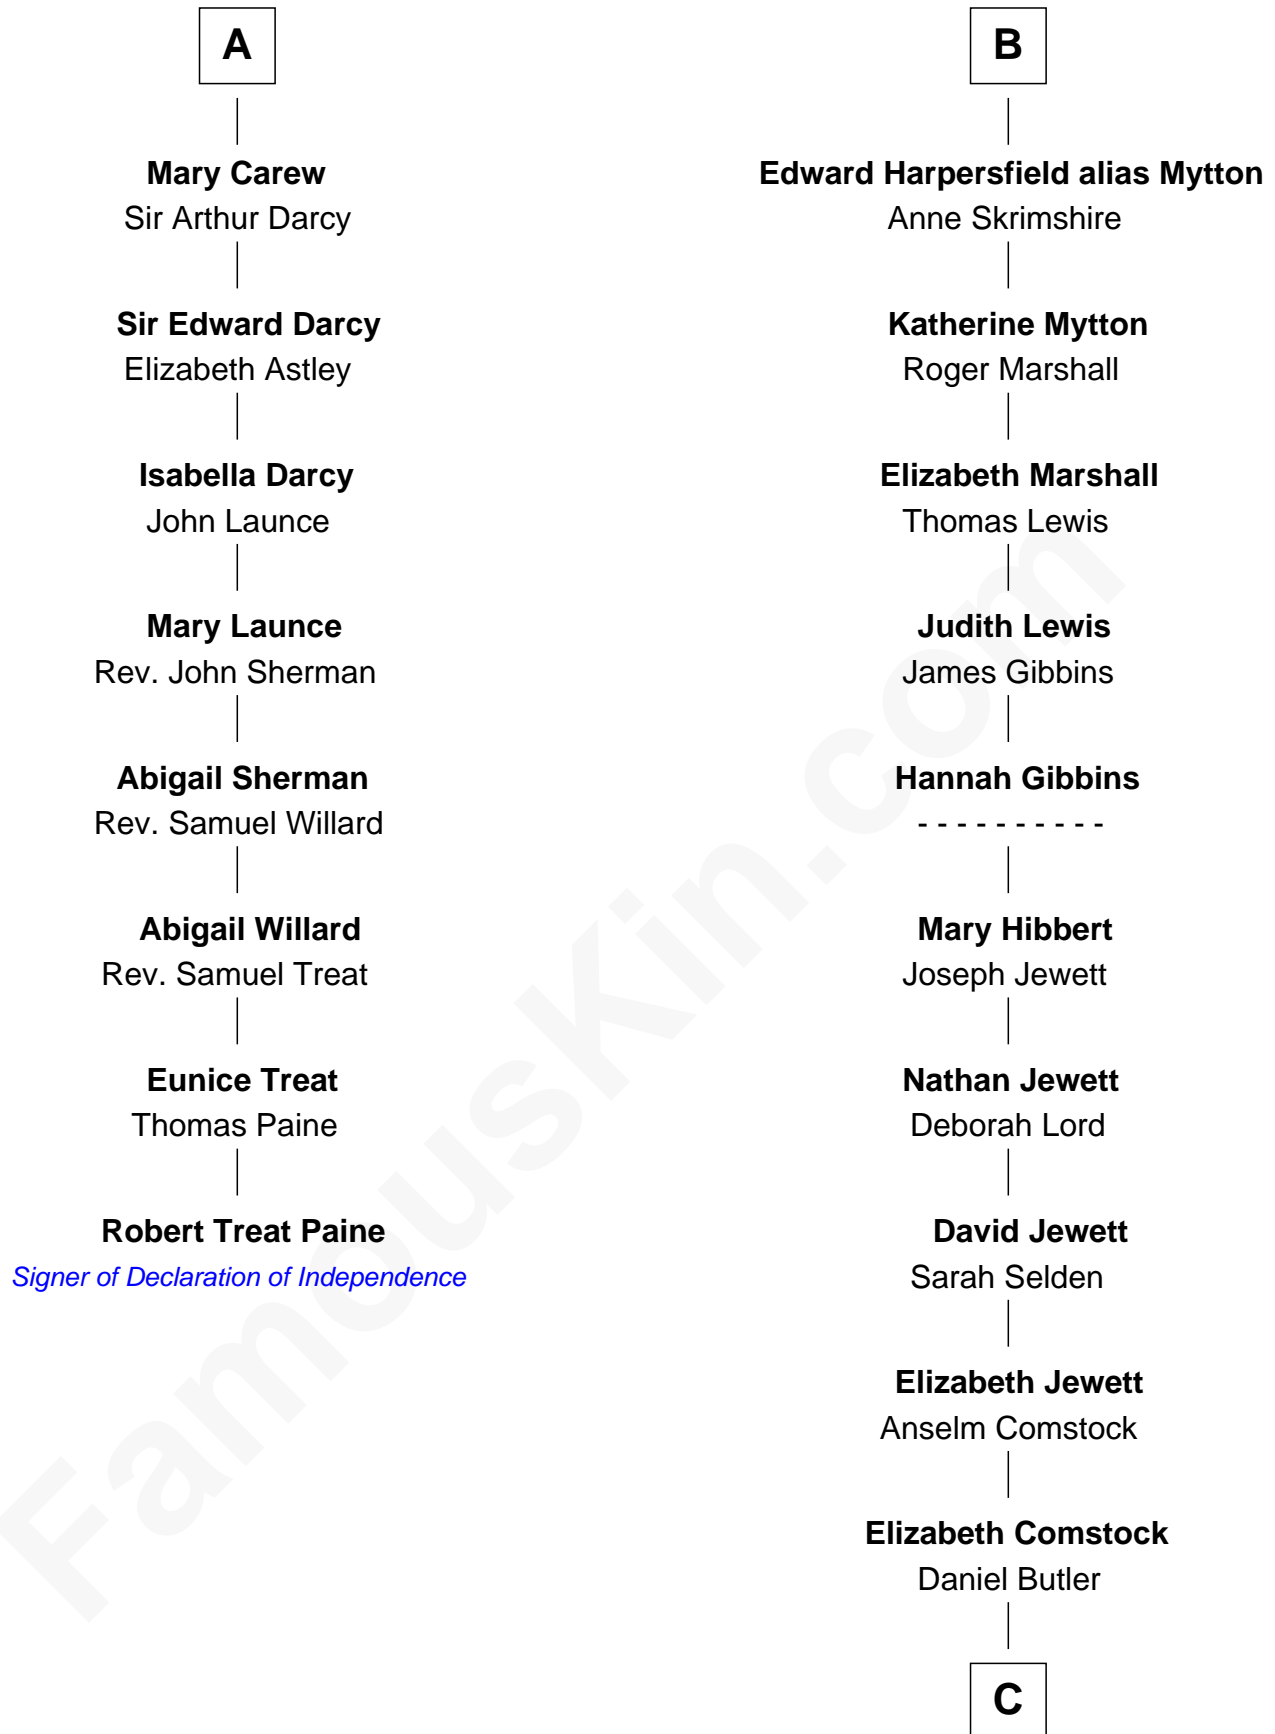 A
Mary Carew
Sir Arthur Darcy
Sir Edward Darcy
Elizabeth Astley
Isabella Darcy
John Launce
Mary Launce
Rev. John Sherman
Abigail Sherman
Rev. Samuel Willard
Abigail Willard
Rev. Samuel Treat
Eunice Treat
Thomas Paine
Robert Treat Paine
Signer of Declaration of Independence
B
Edward Harpersfield alias Mytton
Anne Skrimshire
Katherine Mytton
Roger Marshall
Elizabeth Marshall
Thomas Lewis
Judith Lewis
James Gibbins
Hannah Gibbins
- - - - - - - - - -
Mary Hibbert
Joseph Jewett
Nathan Jewett
Deborah Lord
David Jewett
Sarah Selden
Elizabeth Jewett
Anselm Comstock
Elizabeth Comstock
Daniel Butler
C
FamousKin.com